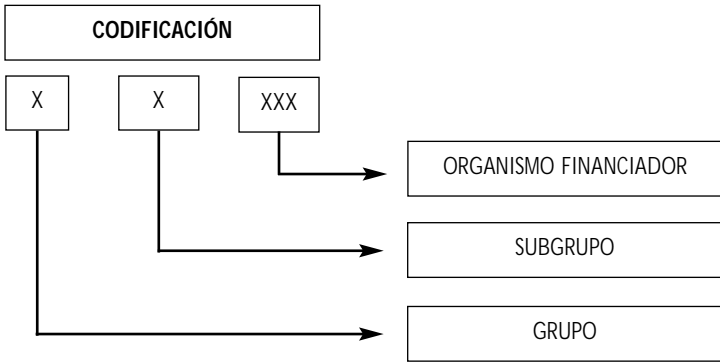 CODIFICACIÓN
X X XXX
ORGANISMO FINANCIADOR
SUBGRUPO
GRUPO